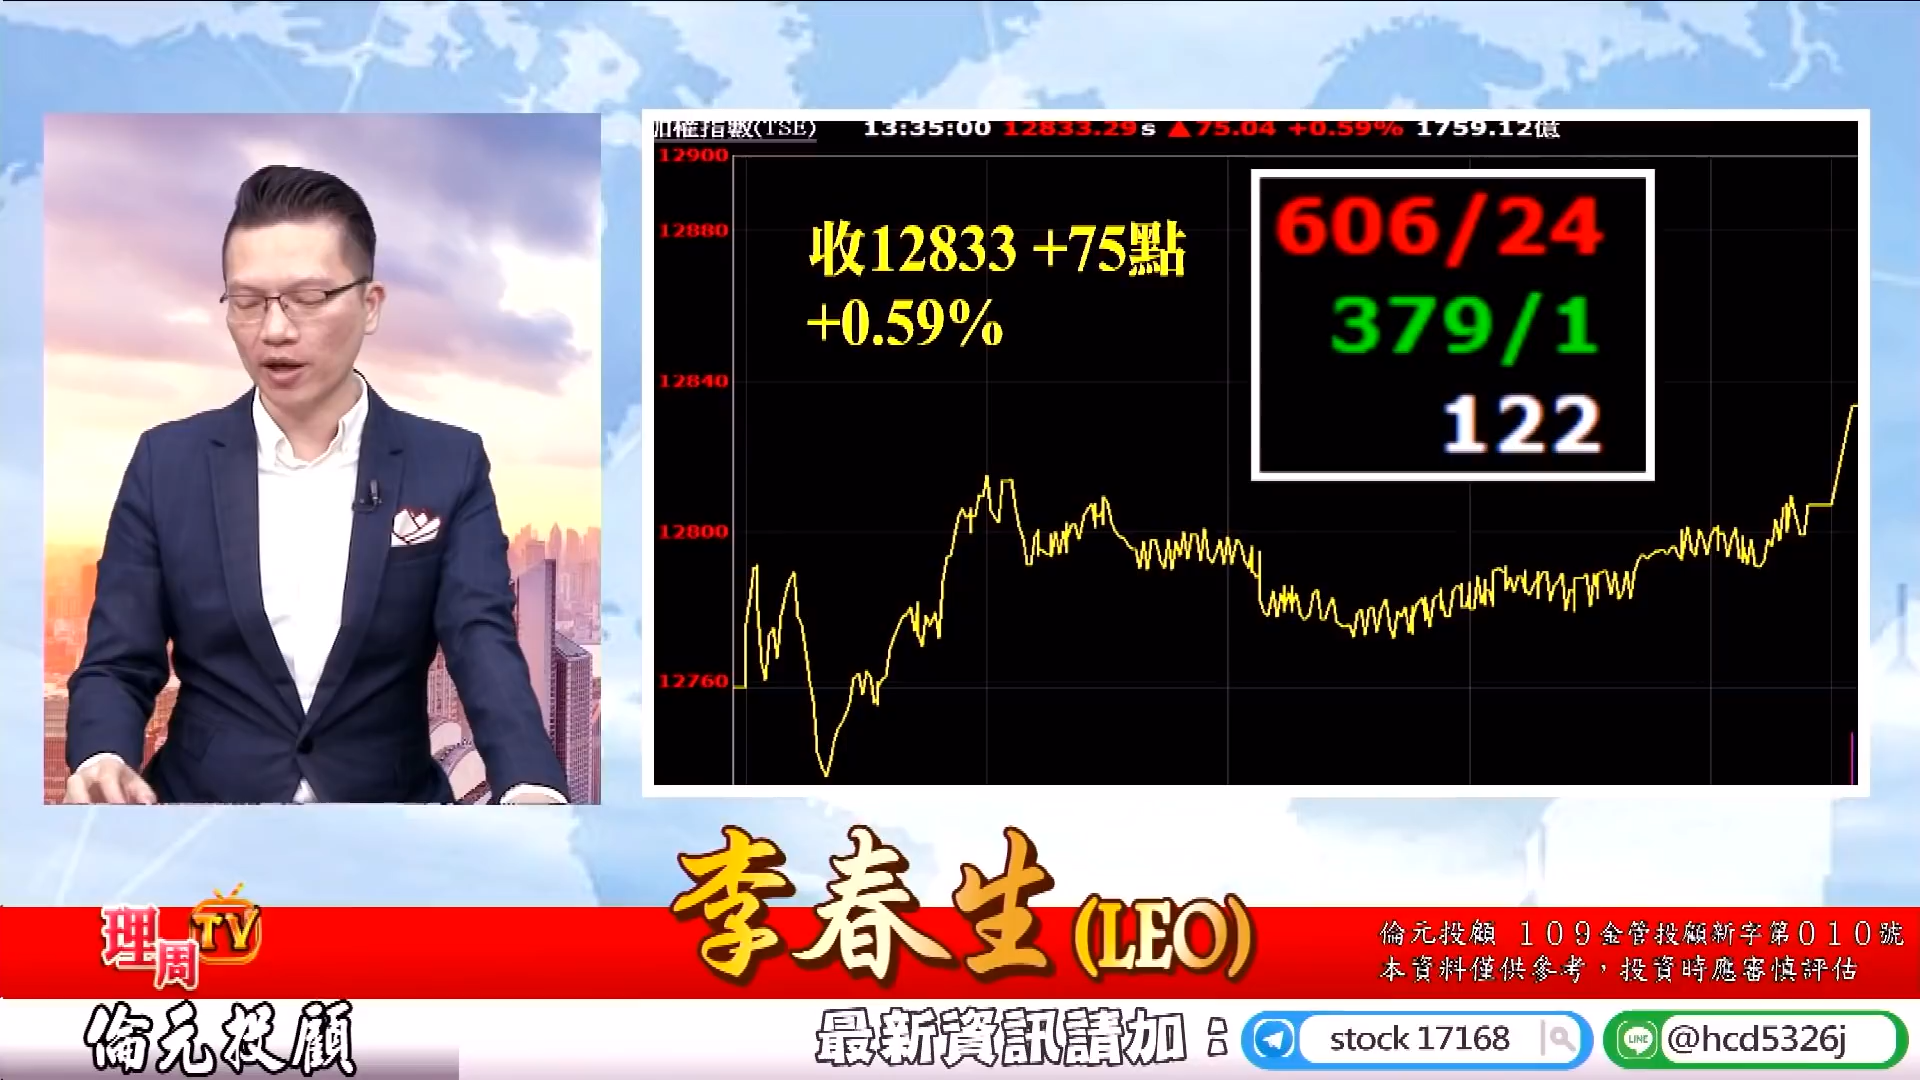 加權指數(TSE) 13:35:00 12833.29s ▲75.04 +0.59% 1759.12億
12900
12880
12840
12800
12760
收12833 +75點
+0.59%
606/24
379/1
122
李春生(LEO)
理周TV
倫元投顧 109金管投顧新字第010號
本資料僅供參考，投資時應審慎評估
倫元投顧
最新資訊請加：
stock 17168
LINE
@hcd5326j